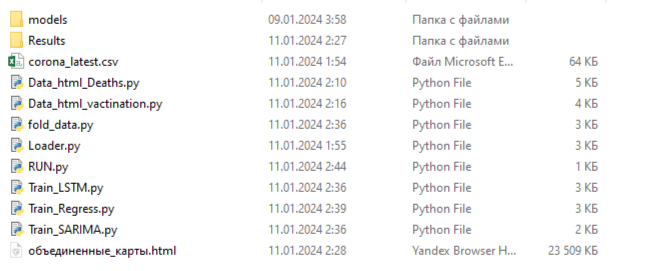 models 09.01.2024 3:58 Папка с файлами
Results 11.01.2024 2:27 Папка с файлами
corona_latest.csv 11.01.2024 1:54 Файл Microsoft E... 64 КБ
Data_html_Deaths.py 11.01.2024 2:10 Python File 5 КБ
Data_html_vactination.py 11.01.2024 2:16 Python File 4 КБ
fold_data.py 11.01.2024 2:36 Python File 3 КБ
Loader.py 11.01.2024 1:55 Python File 3 КБ
RUN.py 11.01.2024 2:44 Python File 1 КБ
Train_LSTM.py 11.01.2024 2:36 Python File 3 КБ
Train_Regress.py 11.01.2024 2:39 Python File 3 КБ
Train_SARIMA.py 11.01.2024 2:36 Python File 2 КБ
объединенные_карты.html 11.01.2024 2:28 Yandex Browser H... 23 509 КБ